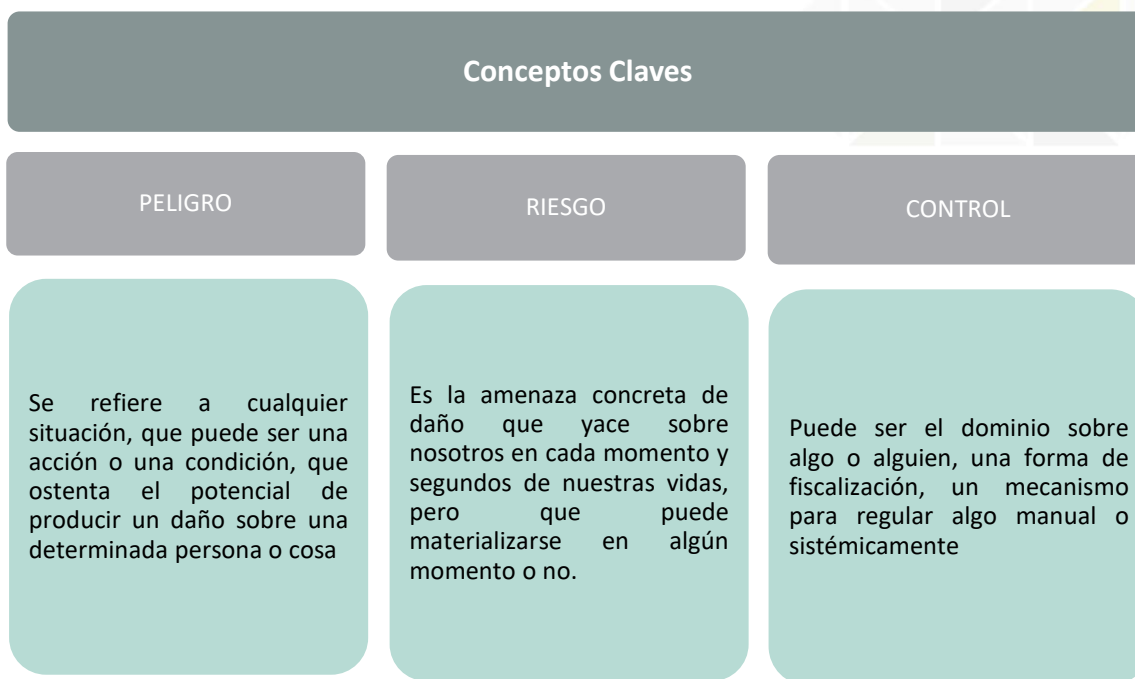 Conceptos Claves
PELIGRO
Se refiere a cualquier
situación, que puede ser una
acción o una condición, que
ostenta el potencial de
producir un daño sobre una
determinada persona o cosa
RIESGO
Es la amenaza concreta de
daño que yace sobre
nosotros en cada momento y
segundos de nuestras vidas,
pero que puede
materializarse en algún
momento o no.
CONTROL
Puede ser el dominio sobre
algo o alguien, una forma de
fiscalización, un mecanismo
para regular algo manual o
sistémicamente